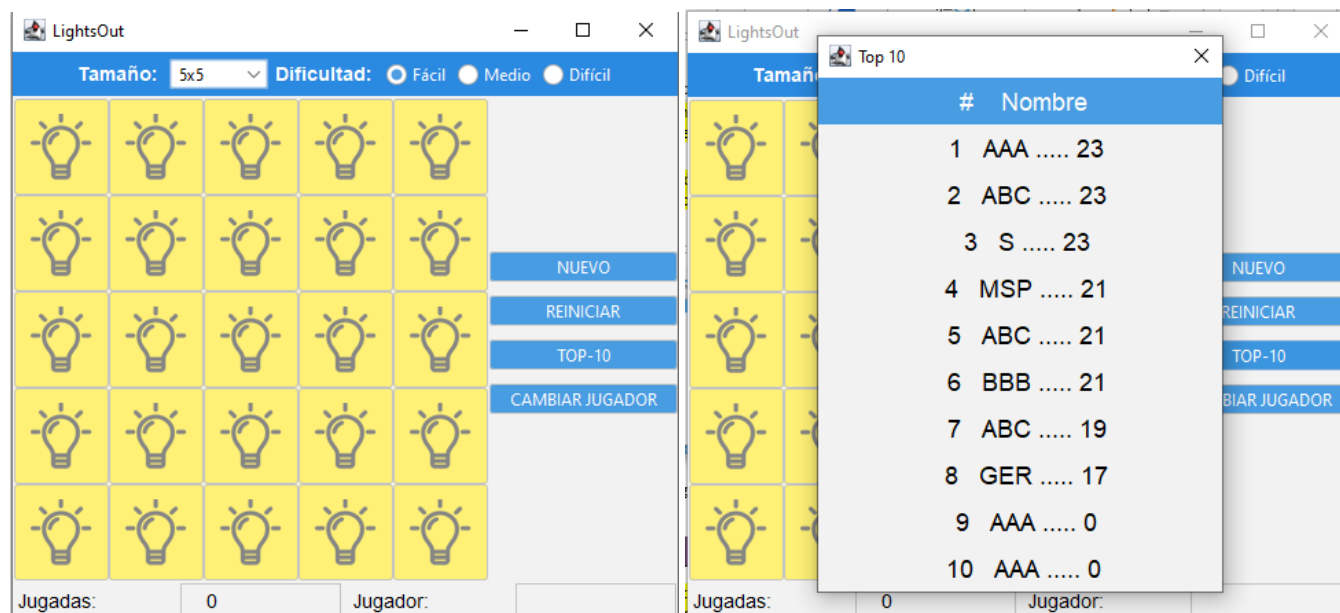 LightsOut
Tamaño: 5x5 Dificultad: Fácil Medio Difícil
NUEVO
REINICIAR
TOP-10
CAMBIAR JUGADOR
Jugadas: 0 Jugador:
LightsOut
Tamañ Difícil
Top 10
# Nombre
1 AAA ..... 23
2 ABC ..... 23
3 S ..... 23
4 MSP ..... 21
5 ABC ..... 21
6 BBB ..... 21
7 ABC ..... 19
8 GER ..... 17
9 AAA ..... 0
10 AAA ..... 0
NUEVO
REINICIAR
TOP-10
BIAR JUGADOR
Jugadas: 0 Jugador: